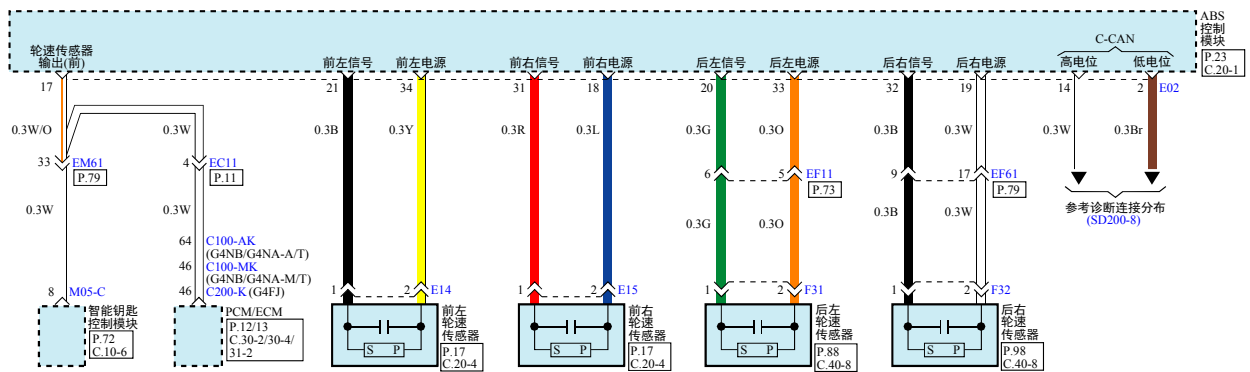 ABS
控制
模块
P.23
C.20-1
轮速传感器
输出(前)
前左信号
前左电源
前右信号
前右电源
后左信号
后左电源
后右信号
后右电源
C-CAN
高电位
低电位
17
21
34
31
18
20
33
32
19
14
2
E02
0.3W/O
0.3W
0.3B
0.3Y
0.3R
0.3L
0.3G
0.3O
0.3B
0.3W
0.3W
0.3Br
33
EM61
P.79
4
EC11
P.11
6
5
EF11
P.73
9
17
EF61
P.79
0.3W
0.3W
0.3G
0.3O
0.3B
0.3W
参考诊断连接分布
(SD200-8)
64
C100-AK
(G4NB/G4NA-A/T)
46
C100-MK
(G4NB/G4NA-M/T)
46
C200-K (G4FJ)
8
M05-C
1
2
E14
1
2
E15
1
2
F31
1
2
F32
智能钥匙
控制模块
P.72
C.10-6
PCM/ECM
P.12/13
C.30-2/30-4/
31-2
S P
前左
轮速
传感器
P.17
C.20-4
S P
前右
轮速
传感器
P.17
C.20-4
S P
后左
轮速
传感器
P.88
C.40-8
S P
后右
轮速
传感器
P.98
C.40-8